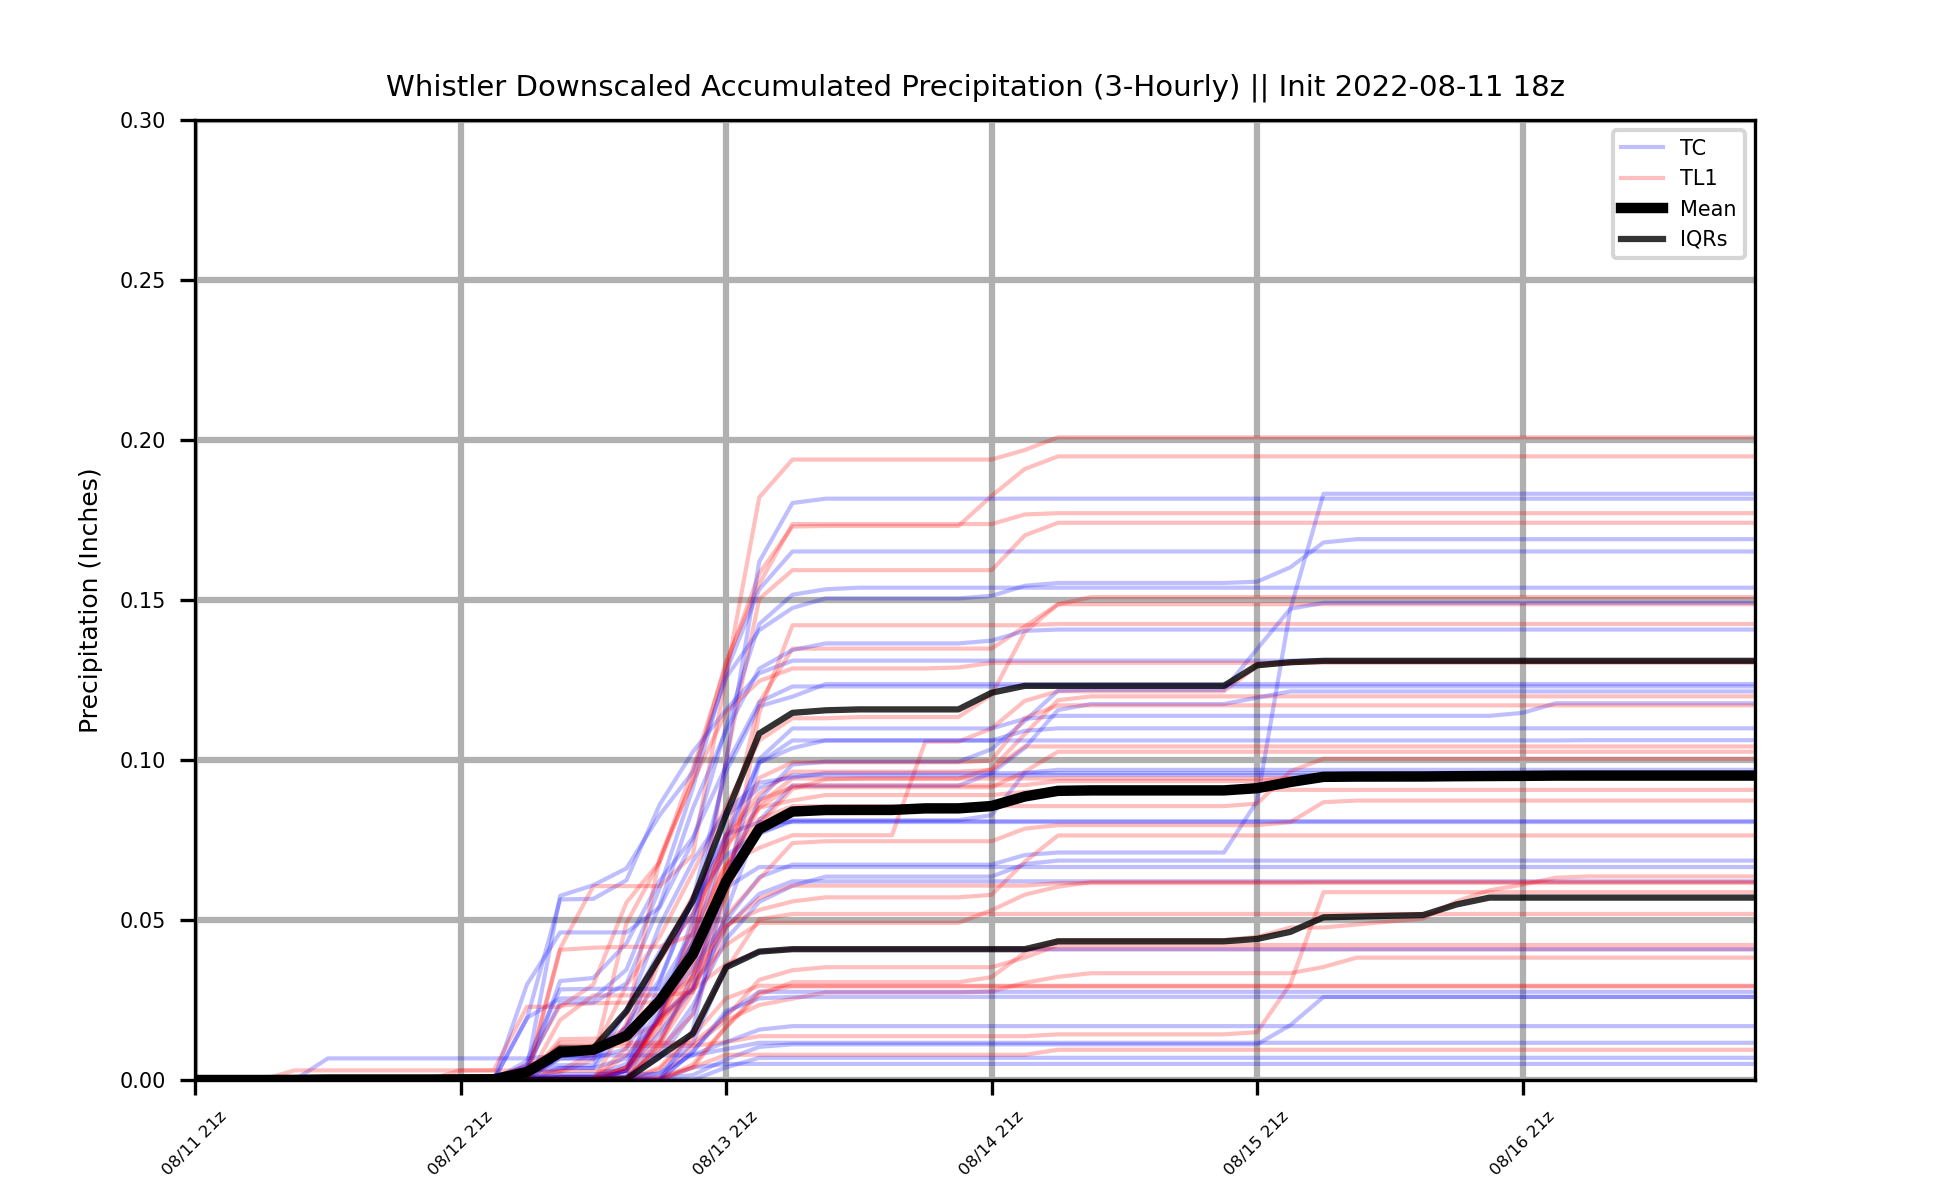 Whistler Downscaled Accumulated Precipitation (3-Hourly) || Init 2022-08-11 18z
0.30
0.25
0.20
0.15
0.10
0.05
0.00
Precipitation (Inches)
TC
TL1
Mean
IQRs
08/11 21z
08/12 21z
08/13 21z
08/14 21z
08/15 21z
08/16 21z